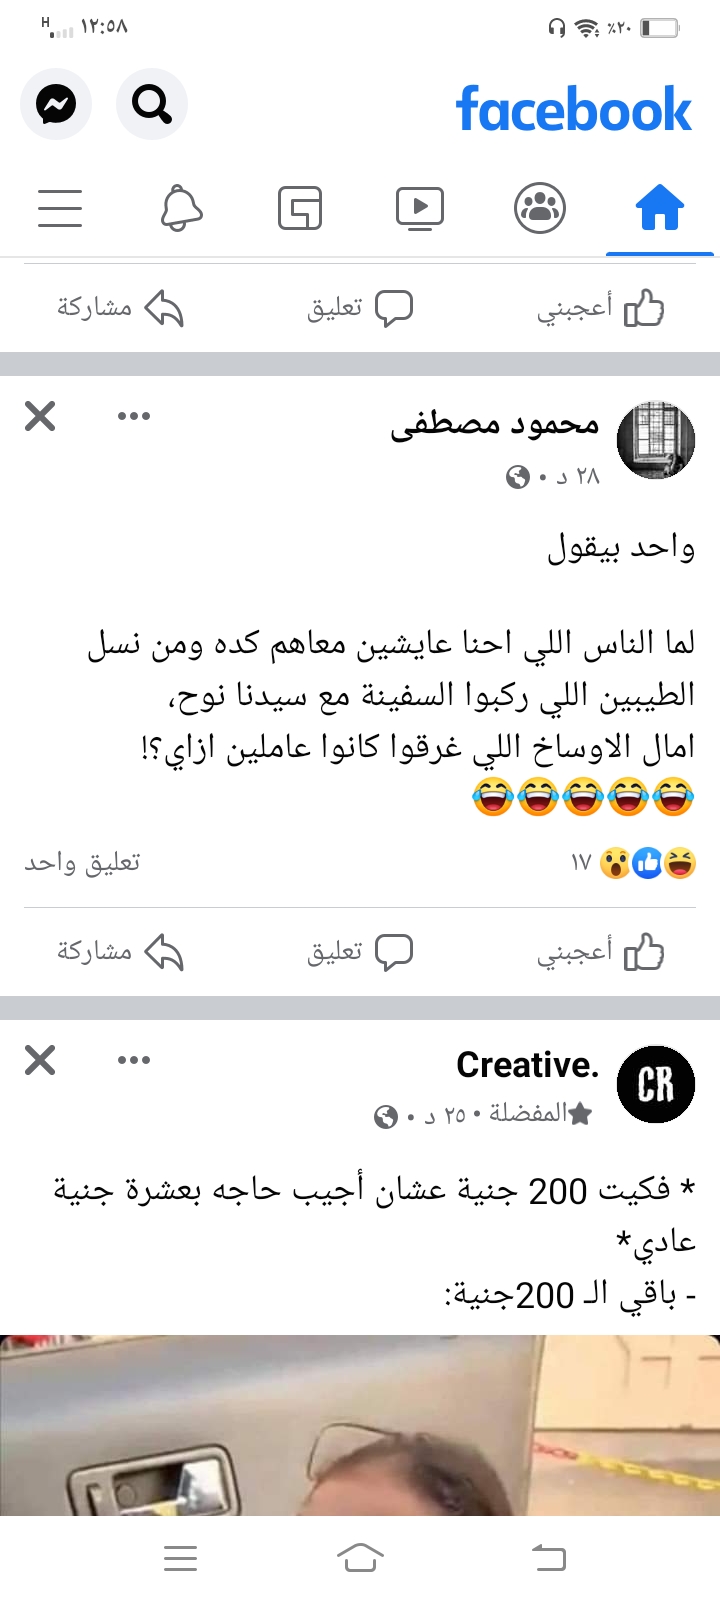 ١٢:٥٨
H
٪٢٠
facebook
أعجبني
تعليق
مشاركة
محمود مصطفى
٢٨ د •
واحد بيقول
لما الناس اللي احنا عايشين معاهم كده ومن نسل
الطيبين اللي ركبوا السفينة مع سيدنا نوح،
امال الاوساخ اللي غرقوا كانوا عاملين ازاي؟!
😂😂😂😂😂
١٧
تعليق واحد
أعجبني
تعليق
مشاركة
Creative.
CR
المفضلة • ٢٥ د •
* فكيت 200 جنية عشان أجيب حاجه بعشرة جنية
عادي*
- باقي الـ 200جنية: